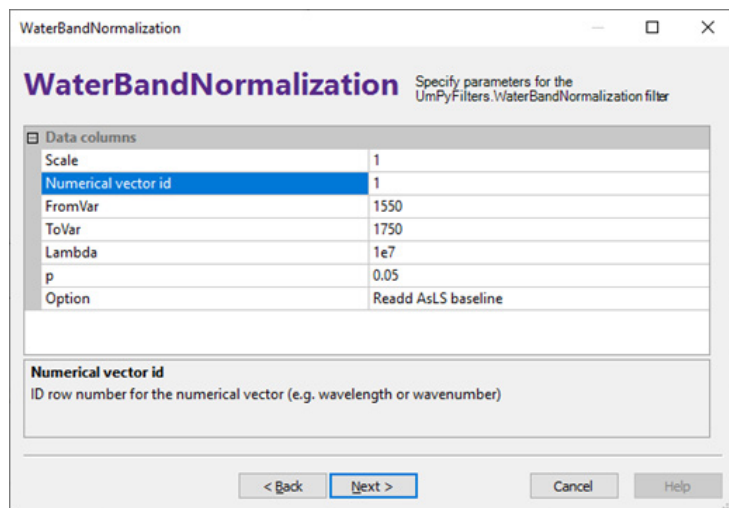 WaterBandNormalization
WaterBandNormalization
Specify parameters for the
UmPyFilters.WaterBandNormalization filter
Data columns
Scale 1
Numerical vector id 1
FromVar 1550
ToVar 1750
Lambda 1e7
p 0.05
Option Readd AsLS baseline
Numerical vector id
ID row number for the numerical vector (e.g. wavelength or wavenumber)
< Back Next > Cancel Help